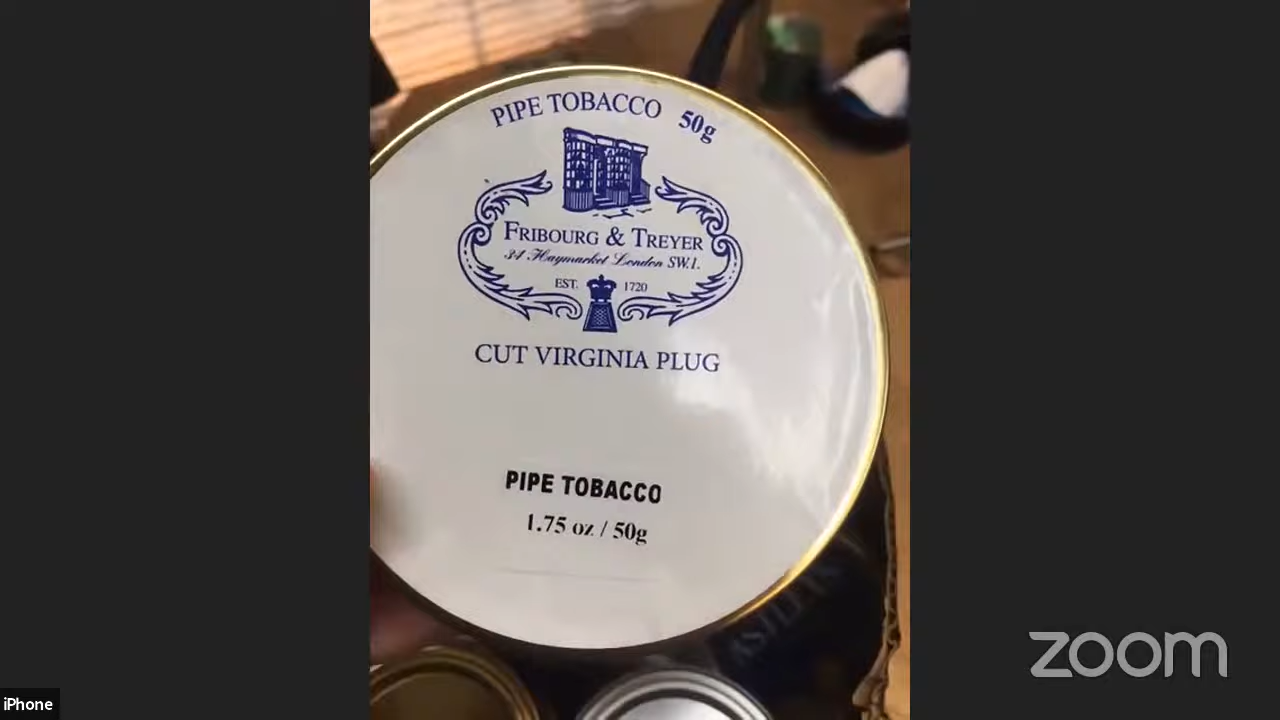 PIPE TOBACCO 50g
FRIBOURG & TREYER
34 Haymarket London SW.1.
EST. 1720
CUT VIRGINIA PLUG
PIPE TOBACCO
1.75 oz / 50g
zoom
iPhone